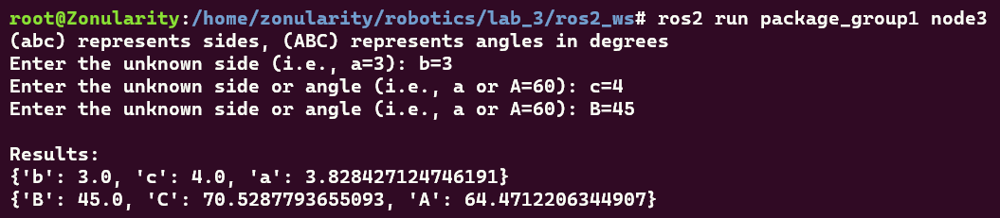 root@Zonularity:/home/zonularity/robotics/lab_3/ros2_ws# ros2 run package_group1 node3
(abc) represents sides, (ABC) represents angles in degrees
Enter the unknown side (i.e., a=3): b=3
Enter the unknown side or angle (i.e., a or A=60): c=4
Enter the unknown side or angle (i.e., a or A=60): B=45
Results:
{'b': 3.0, 'c': 4.0, 'a': 3.828427124746191}
{'B': 45.0, 'C': 70.5287793655093, 'A': 64.4712206344907}